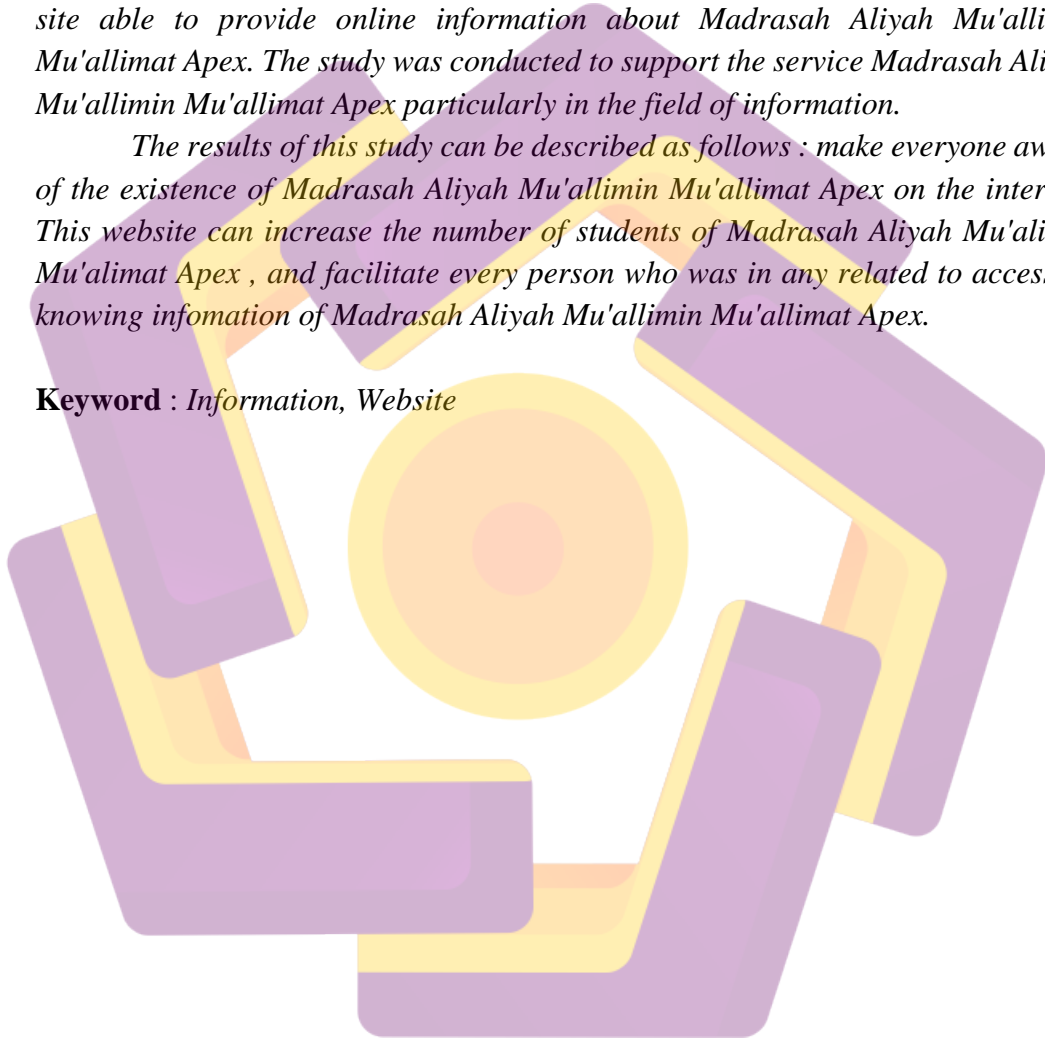 site able to provide online information about Madrasah Aliyah Mu'alli
Mu'allimat Apex. The study was conducted to support the service Madrasah Ali
Mu'allimin Mu'allimat Apex particularly in the field of information.
The results of this study can be described as follows : make everyone aw
of the existence of Madrasah Aliyah Mu'allimin Mu'allimat Apex on the inter
This website can increase the number of students of Madrasah Aliyah Mu'ali
Mu'alimat Apex , and facilitate every person who was in any related to access
knowing infomation of Madrasah Aliyah Mu'allimin Mu'allimat Apex.
Keyword : Information, Website